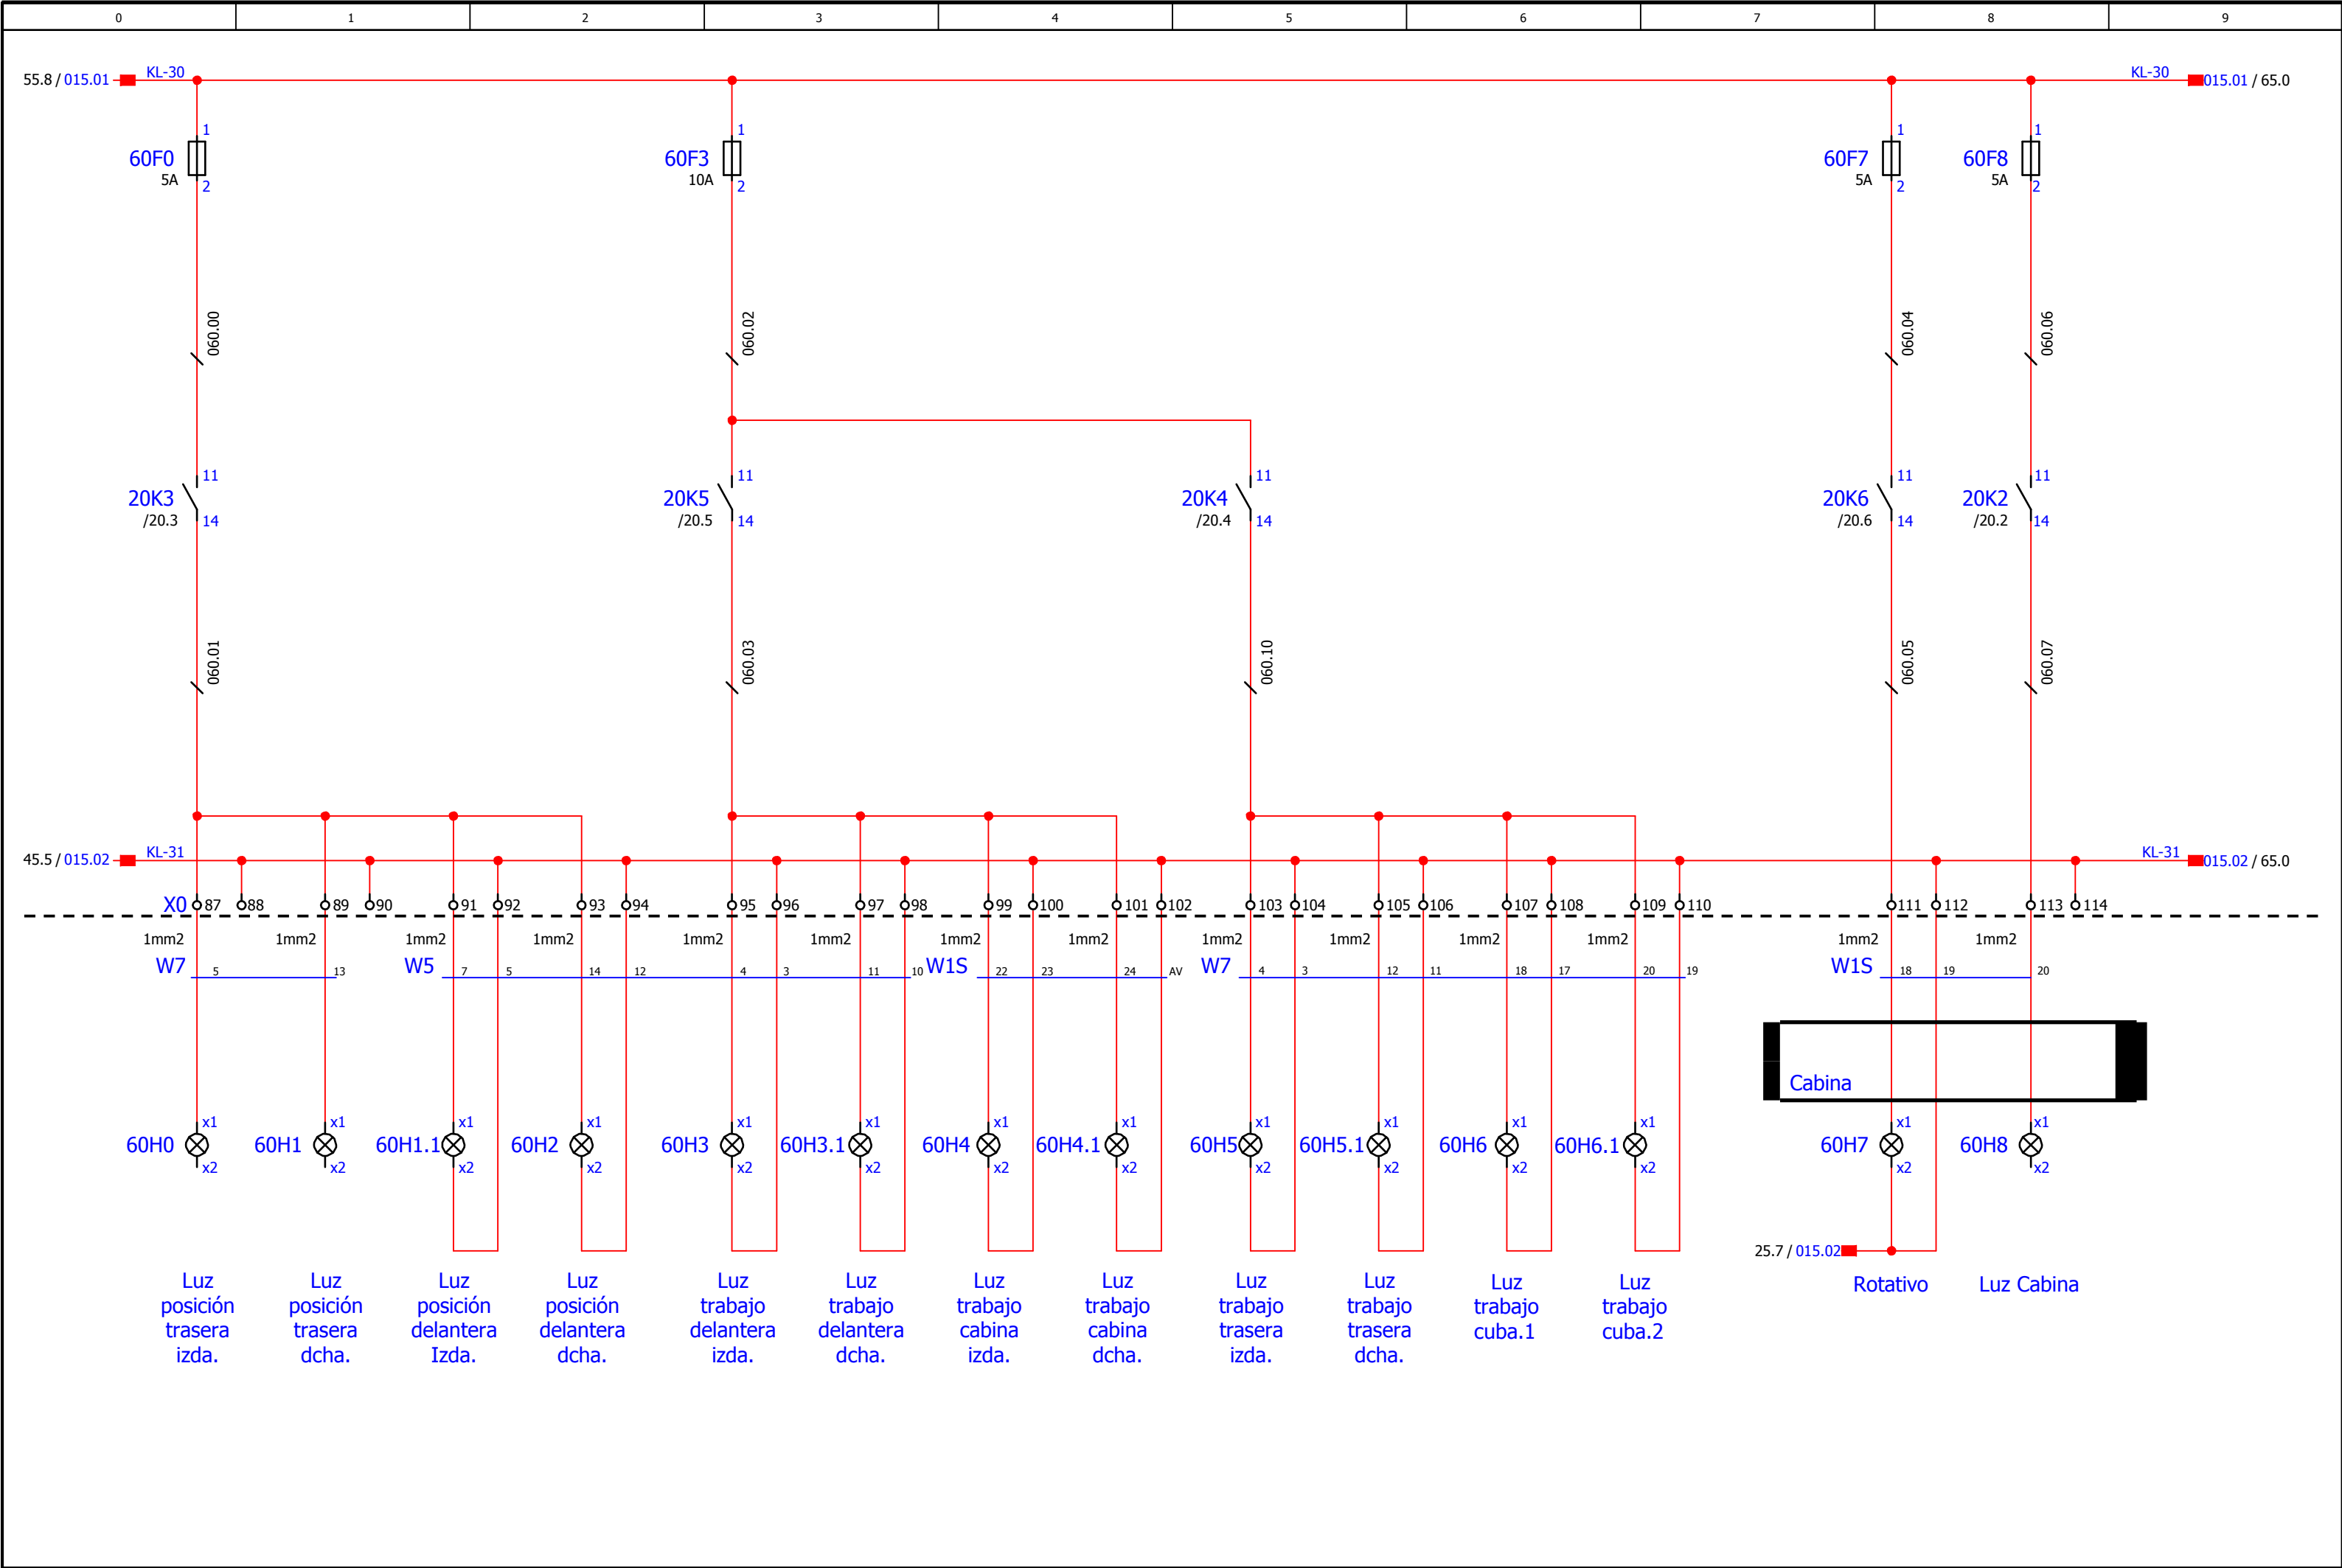 0 1 2 3 4 5 6 7 8 9
55.8 / 015.01 KL-30 KL-30 015.01 / 65.0
1 1 1 1
60F0 60F3 60F7 60F8
5A 10A 5A 5A
2 2 2 2
060.00 060.02 060.04 060.06
11 11 11 11 11
20K3 20K5 20K4 20K6 20K2
/20.3 /20.5 /20.4 /20.6 /20.2
14 14 14 14 14
060.01 060.03 060.10 060.05 060.07
45.5 / 015.02 KL-31 KL-31 015.02 / 65.0
X0 87 88 89 90 91 92 93 94 95 96 97 98 99 100 101 102 103 104 105 106 107 108 109 110 111 112 113 114
1mm2 1mm2 1mm2 1mm2 1mm2 1mm2 1mm2 1mm2 1mm2 1mm2 1mm2 1mm2 1mm2 1mm2
W7 5 13 W5 7 5 14 12 4 3 11 10 W1S 22 23 24 AV W7 4 3 12 11 18 17 20 19 W1S 18 19 20
Cabina
x1 x1 x1 x1 x1 x1 x1 x1 x1 x1 x1 x1 x1 x1
60H0 60H1 60H1.1 60H2 60H3 60H3.1 60H4 60H4.1 60H5 60H5.1 60H6 60H6.1 60H7 60H8
x2 x2 x2 x2 x2 x2 x2 x2 x2 x2 x2 x2 x2 x2
25.7 / 015.02
Luz
posición
trasera
izda.
Luz
posición
trasera
dcha.
Luz
posición
delantera
Izda.
Luz
posición
delantera
dcha.
Luz
trabajo
delantera
izda.
Luz
trabajo
delantera
dcha.
Luz
trabajo
cabina
izda.
Luz
trabajo
cabina
dcha.
Luz
trabajo
trasera
izda.
Luz
trabajo
trasera
dcha.
Luz
trabajo
cuba.1
Luz
trabajo
cuba.2
Rotativo
Luz Cabina